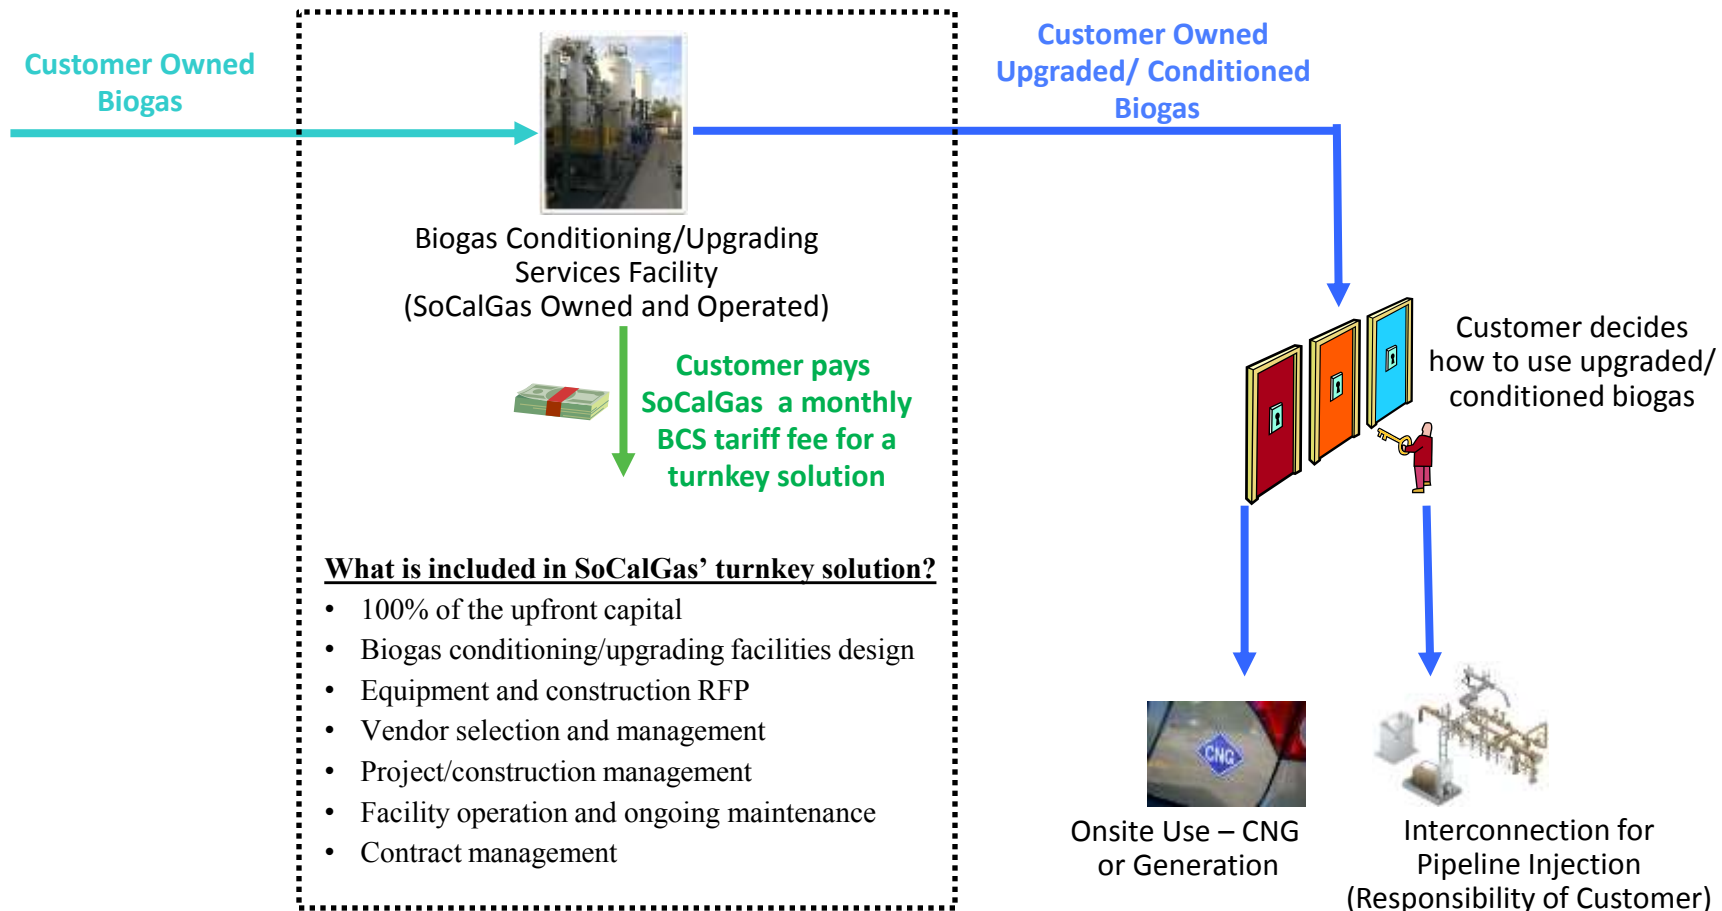 Customer Owned
Biogas
Customer Owned
Upgraded/ Conditioned
Biogas
Biogas Conditioning/Upgrading
Services Facility
(SoCalGas Owned and Operated)
Customer pays
SoCalGas a monthly
BCS tariff fee for a
turnkey solution
Customer decides
how to use upgraded/
conditioned biogas
What is included in SoCalGas’ turnkey solution?
• 100% of the upfront capital
• Biogas conditioning/upgrading facilities design
• Equipment and construction RFP
• Vendor selection and management
• Project/construction management
• Facility operation and ongoing maintenance
• Contract management
CNG
Onsite Use – CNG
or Generation
Interconnection for
Pipeline Injection
(Responsibility of Customer)